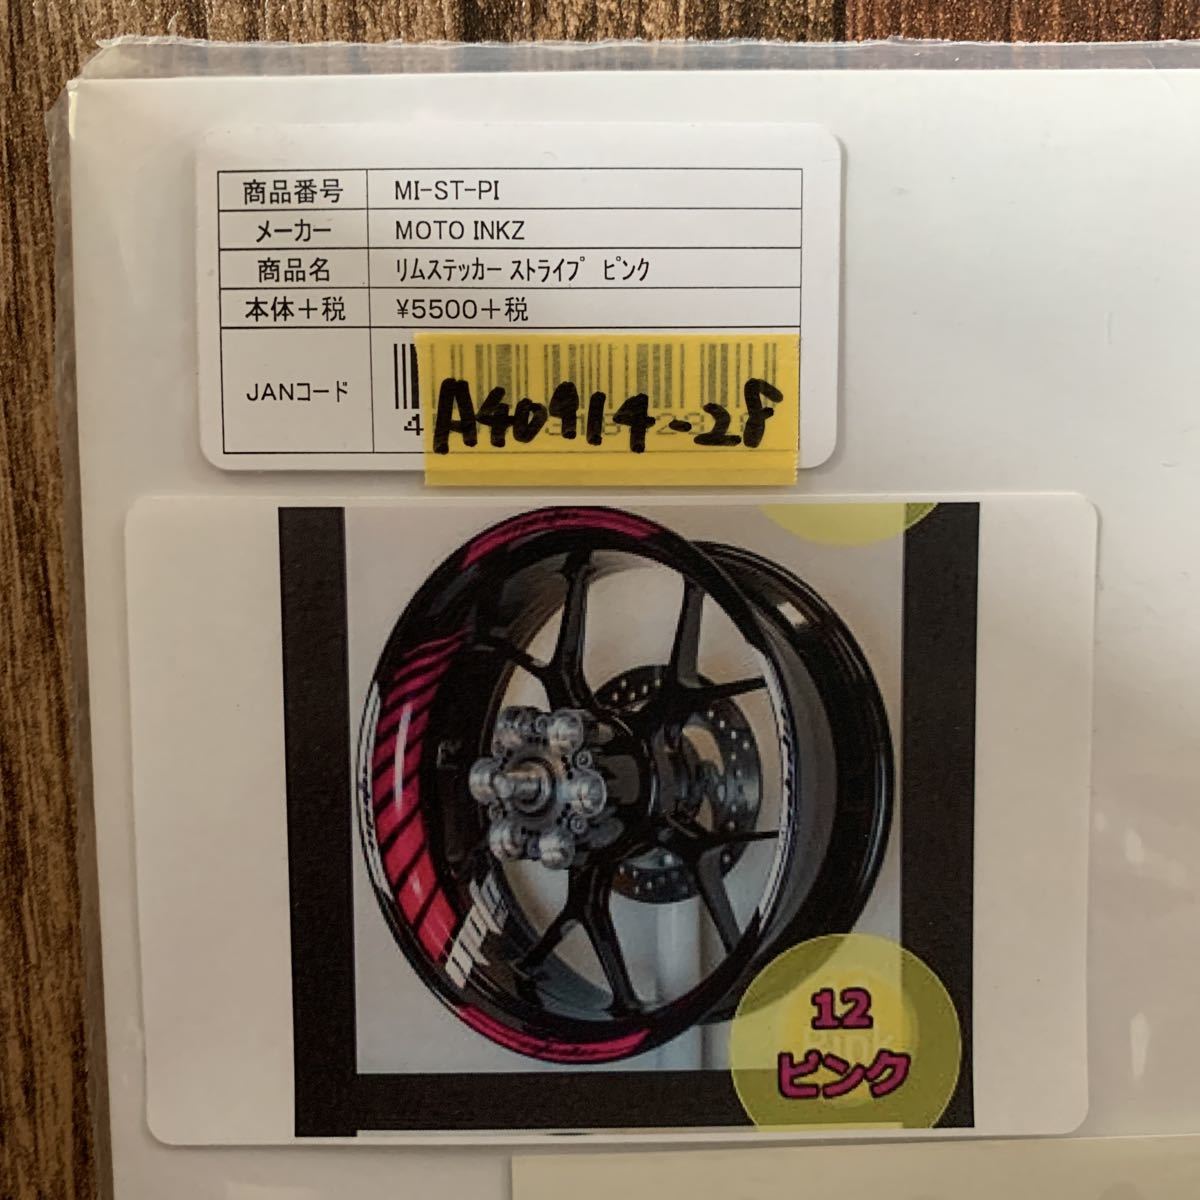 商品番号 MI-ST-PI
メーカー MOTO INKZ
商品名 ﾘﾑｽﾃｯｶｰ ｽﾄﾗｲﾌﾟ ﾋﾟﾝｸ
本体＋税 ¥5500＋税
JANコード
A40914-28
12
ピンク